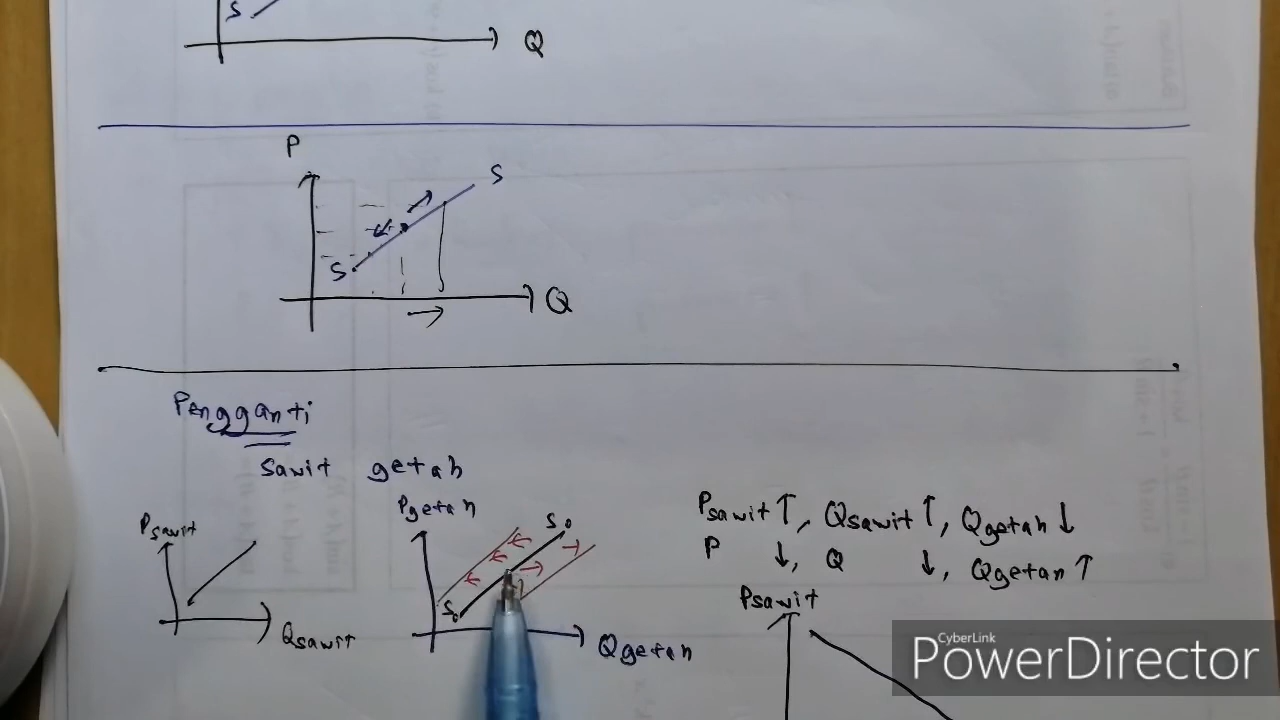 S
Q
P
S
S
Q
Pengganti
sawit getah
Psawit
Qsawit
Pgetah
S₀
S₀
Qgetah
Psawit ↑, Qsawit ↑, Qgetah ↓
P ↓, Q ↓, Qgetah ↑
Psawit
CyberLink
PowerDirector